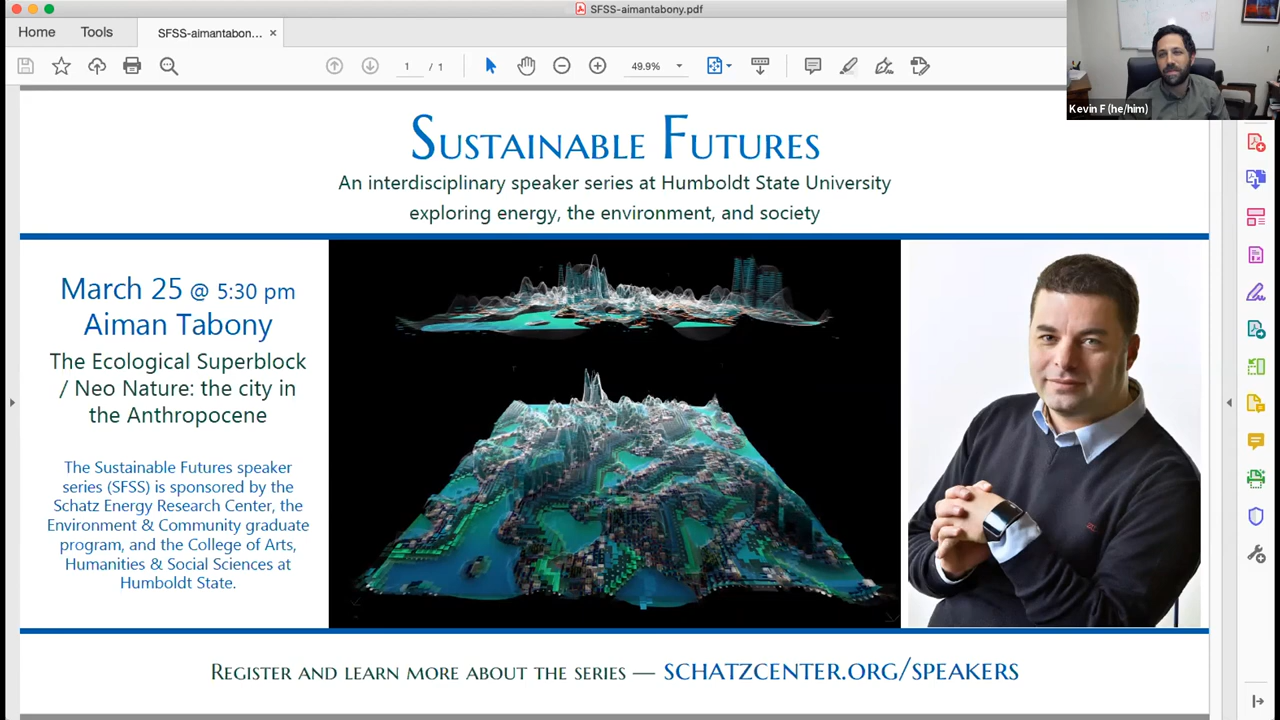 SFSS-aimantabony.pdf
Home
Tools
SFSS-aimantabon...
1 / 1
49.9%
Kevin F (he/him)
Sustainable Futures
An interdisciplinary speaker series at Humboldt State University
exploring energy, the environment, and society
March 25 @ 5:30 pm
Aiman Tabony
The Ecological Superblock
/ Neo Nature: the city in
the Anthropocene
The Sustainable Futures speaker
series (SFSS) is sponsored by the
Schatz Energy Research Center, the
Environment & Community graduate
program, and the College of Arts,
Humanities & Social Sciences at
Humboldt State.
Register and learn more about the series — schatzcenter.org/speakers